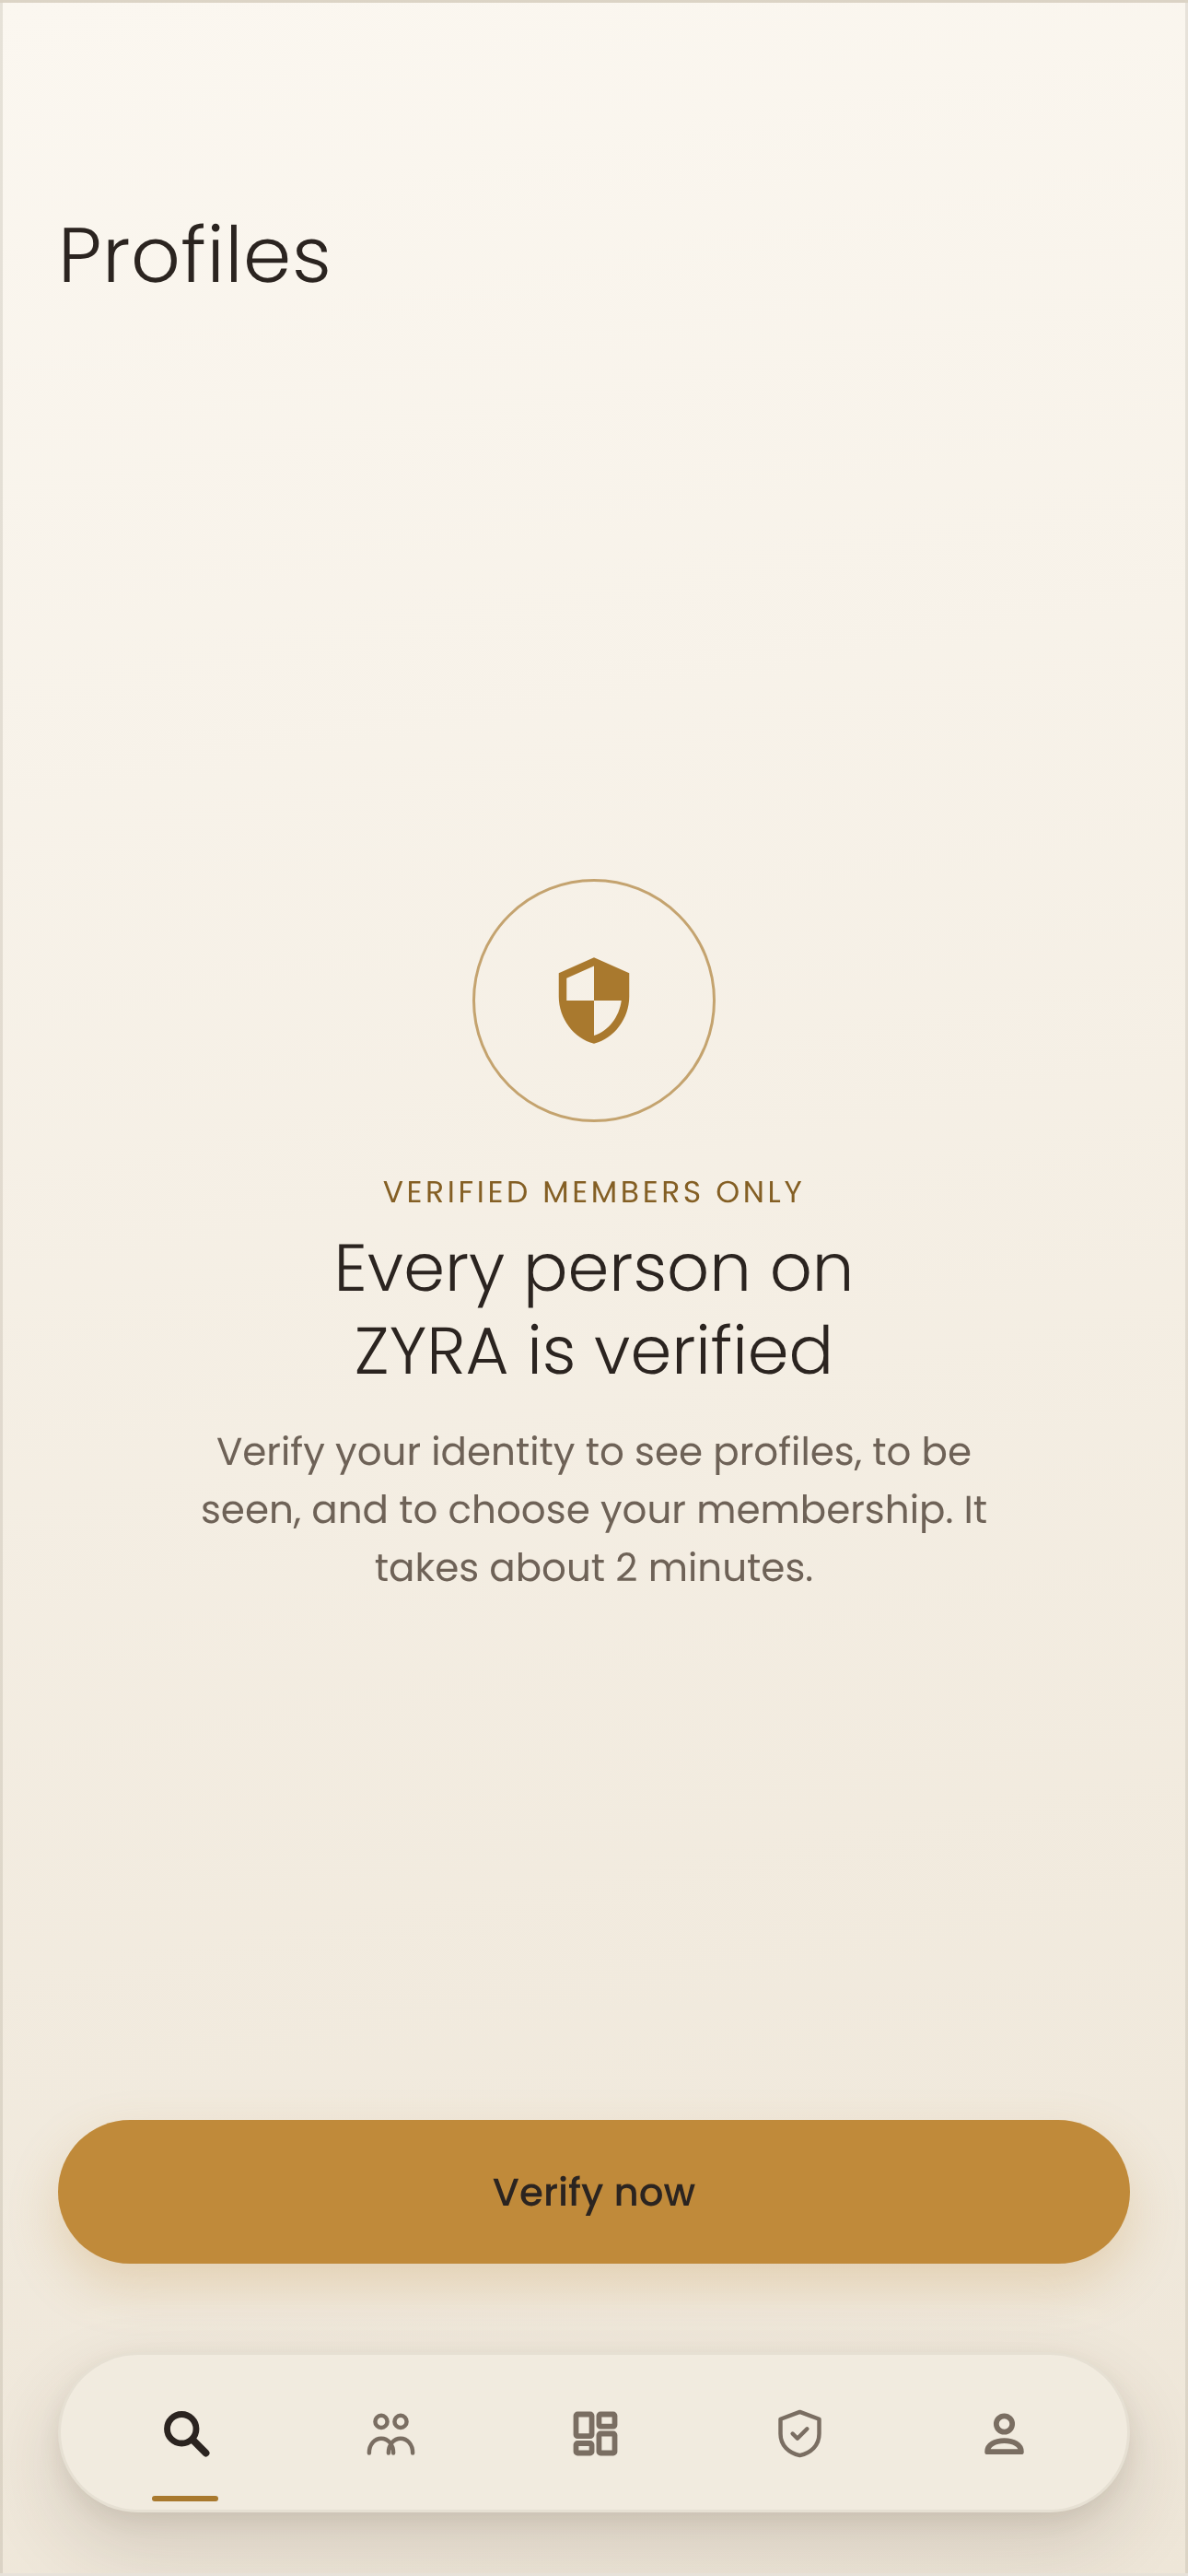 Profiles
VERIFIED MEMBERS ONLY
Every person on
ZYRA is verified
Verify your identity to see profiles, to be
seen, and to choose your membership. It
takes about 2 minutes.
Verify now